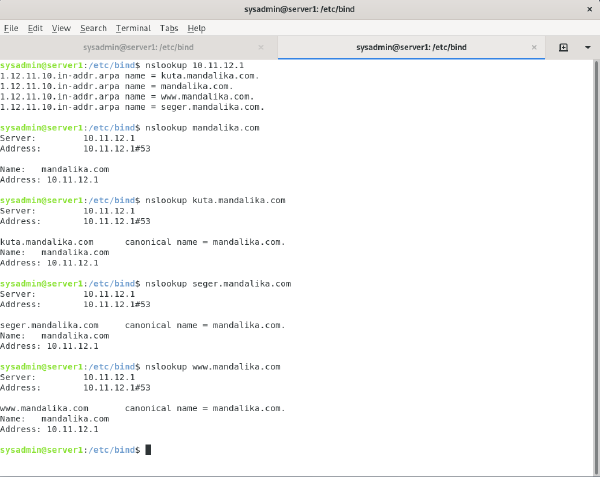 sysadmin@server1: /etc/bind
File Edit View Search Terminal Tabs Help
sysadmin@server1: /etc/bind
sysadmin@server1: /etc/bind
sysadmin@server1:/etc/bind$ nslookup 10.11.12.1
1.12.11.10.in-addr.arpa name = kuta.mandalika.com.
1.12.11.10.in-addr.arpa name = mandalika.com.
1.12.11.10.in-addr.arpa name = www.mandalika.com.
1.12.11.10.in-addr.arpa name = seger.mandalika.com.
sysadmin@server1:/etc/bind$ nslookup mandalika.com
Server: 10.11.12.1
Address: 10.11.12.1#53
Name: mandalika.com
Address: 10.11.12.1
sysadmin@server1:/etc/bind$ nslookup kuta.mandalika.com
Server: 10.11.12.1
Address: 10.11.12.1#53
kuta.mandalika.com canonical name = mandalika.com.
Name: mandalika.com
Address: 10.11.12.1
sysadmin@server1:/etc/bind$ nslookup seger.mandalika.com
Server: 10.11.12.1
Address: 10.11.12.1#53
seger.mandalika.com canonical name = mandalika.com.
Name: mandalika.com
Address: 10.11.12.1
sysadmin@server1:/etc/bind$ nslookup www.mandalika.com
Server: 10.11.12.1
Address: 10.11.12.1#53
www.mandalika.com canonical name = mandalika.com.
Name: mandalika.com
Address: 10.11.12.1
sysadmin@server1:/etc/bind$